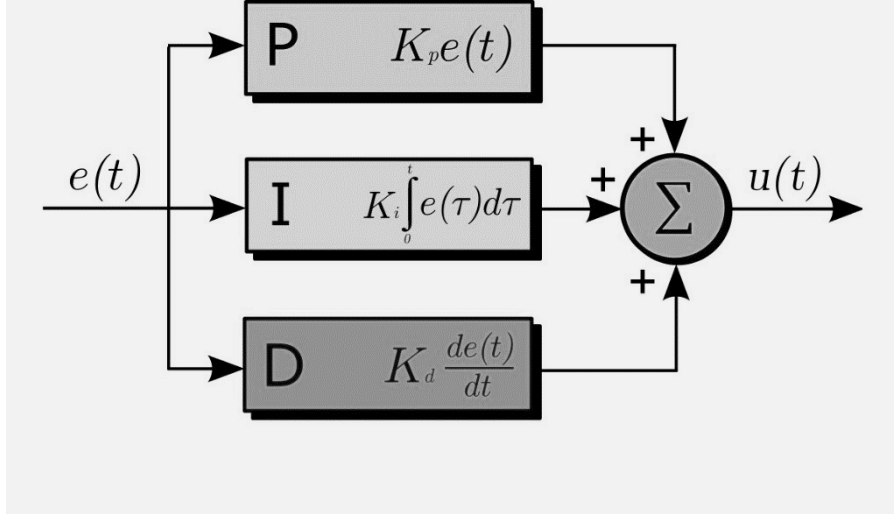 P K_p e(t)
+
e(t)
I K_i ∫_0^t e(τ)dτ
+
Σ
u(t)
+
D K_d de(t)/dt